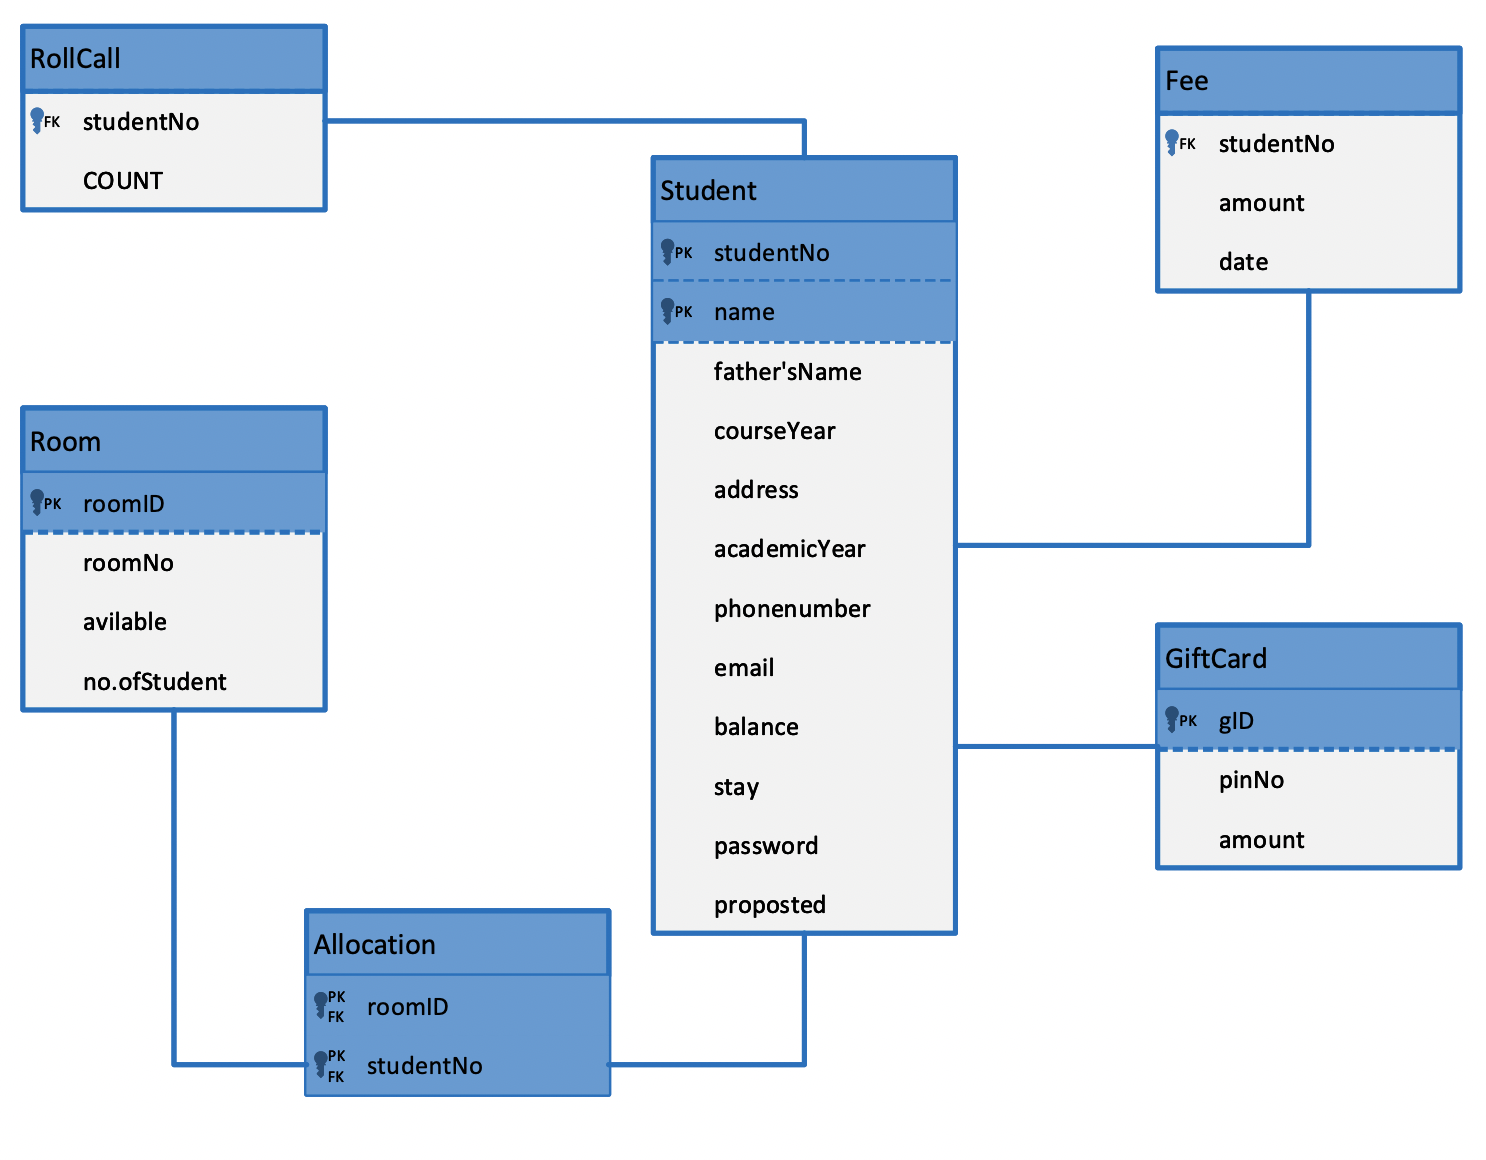 RollCall
FK studentNo
COUNT
Fee
FK studentNo
amount
date
Student
PK studentNo
PK name
father'sName
courseYear
address
academicYear
phonenumber
email
balance
stay
password
proposted
Room
PK roomID
roomNo
avilable
no.ofStudent
GiftCard
PK gID
pinNo
amount
Allocation
PK
FK roomID
PK
FK studentNo